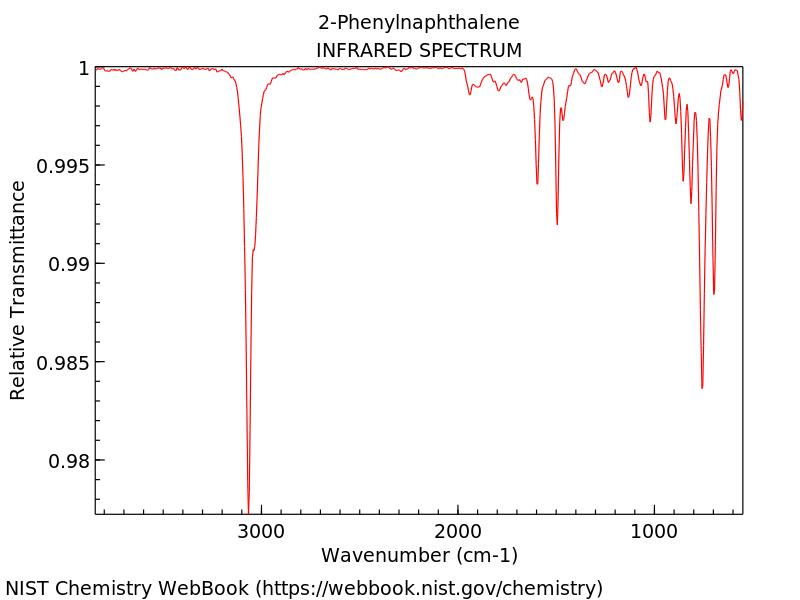 2-Phenylnaphthalene
INFRARED SPECTRUM
1
0.995
0.99
0.985
0.98
Relative Transmittance
3000
2000
1000
Wavenumber (cm-1)
NIST Chemistry WebBook (https://webbook.nist.gov/chemistry)